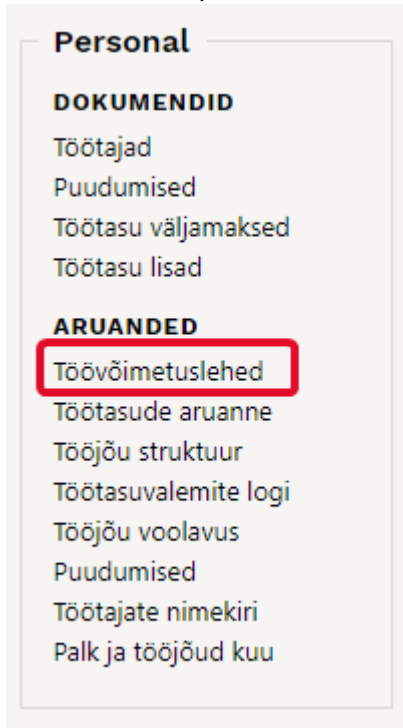 Personal
DOKUMENDID
Töötajad
Puudumised
Töötasu väljamaksed
Töötasu lisad
ARUANDED
Töövõimetuslehed
Töötasude aruanne
Tööjõu struktuur
Töötasuvalemite logi
Tööjõu voolavus
Puudumised
Töötajate nimekiri
Palk ja tööjõud kuu